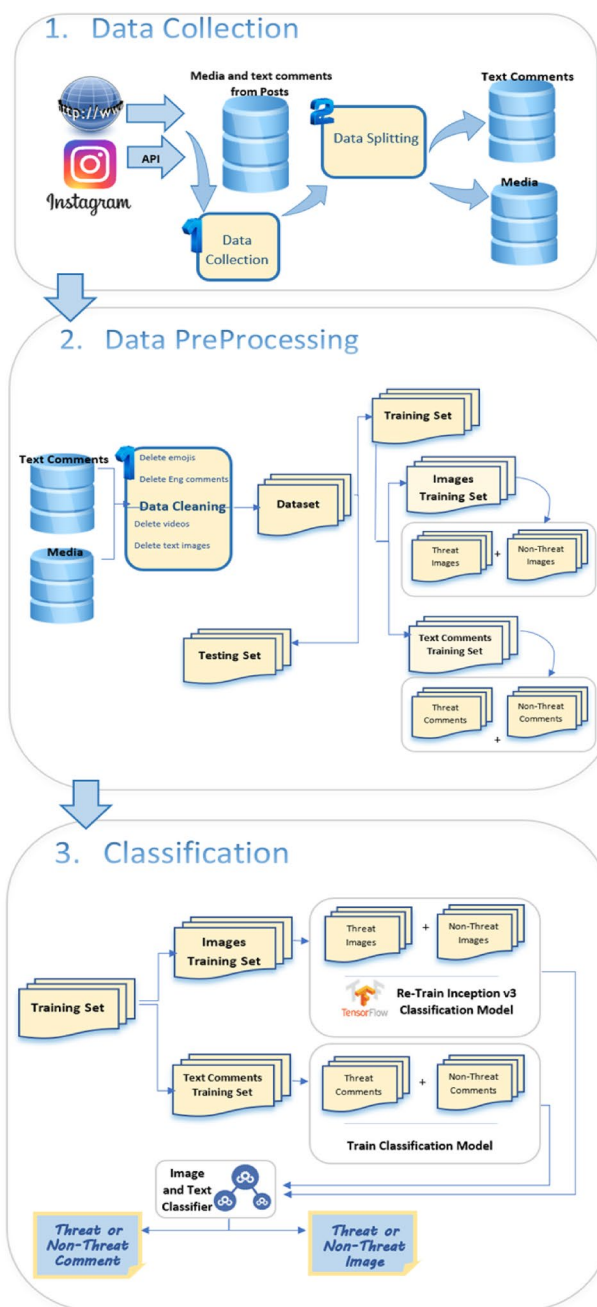 1. Data Collection
http://ww
Instagram
API
Media and text comments
from Posts
1
Data
Collection
2
Data Splitting
Text Comments
Media
2. Data PreProcessing
Text Comments
Media
1
Delete emojis
Delete Eng comments
Data Cleaning
Delete videos
Delete text images
Dataset
Training Set
Images
Training Set
Threat
Images
+
Non-Threat
Images
Testing Set
Text Comments
Training Set
Threat
Comments
+
Non-Threat
Comments
3. Classification
Training Set
Images
Training Set
Threat
Images
+
Non-Threat
Images
TensorFlow
Re-Train Inception v3
Classification Model
Text Comments
Training Set
Threat
Comments
+
Non-Threat
Comments
Train Classification Model
Image
and Text
Classifier
Threat or
Non-Threat
Comment
Threat or
Non-Threat
Image